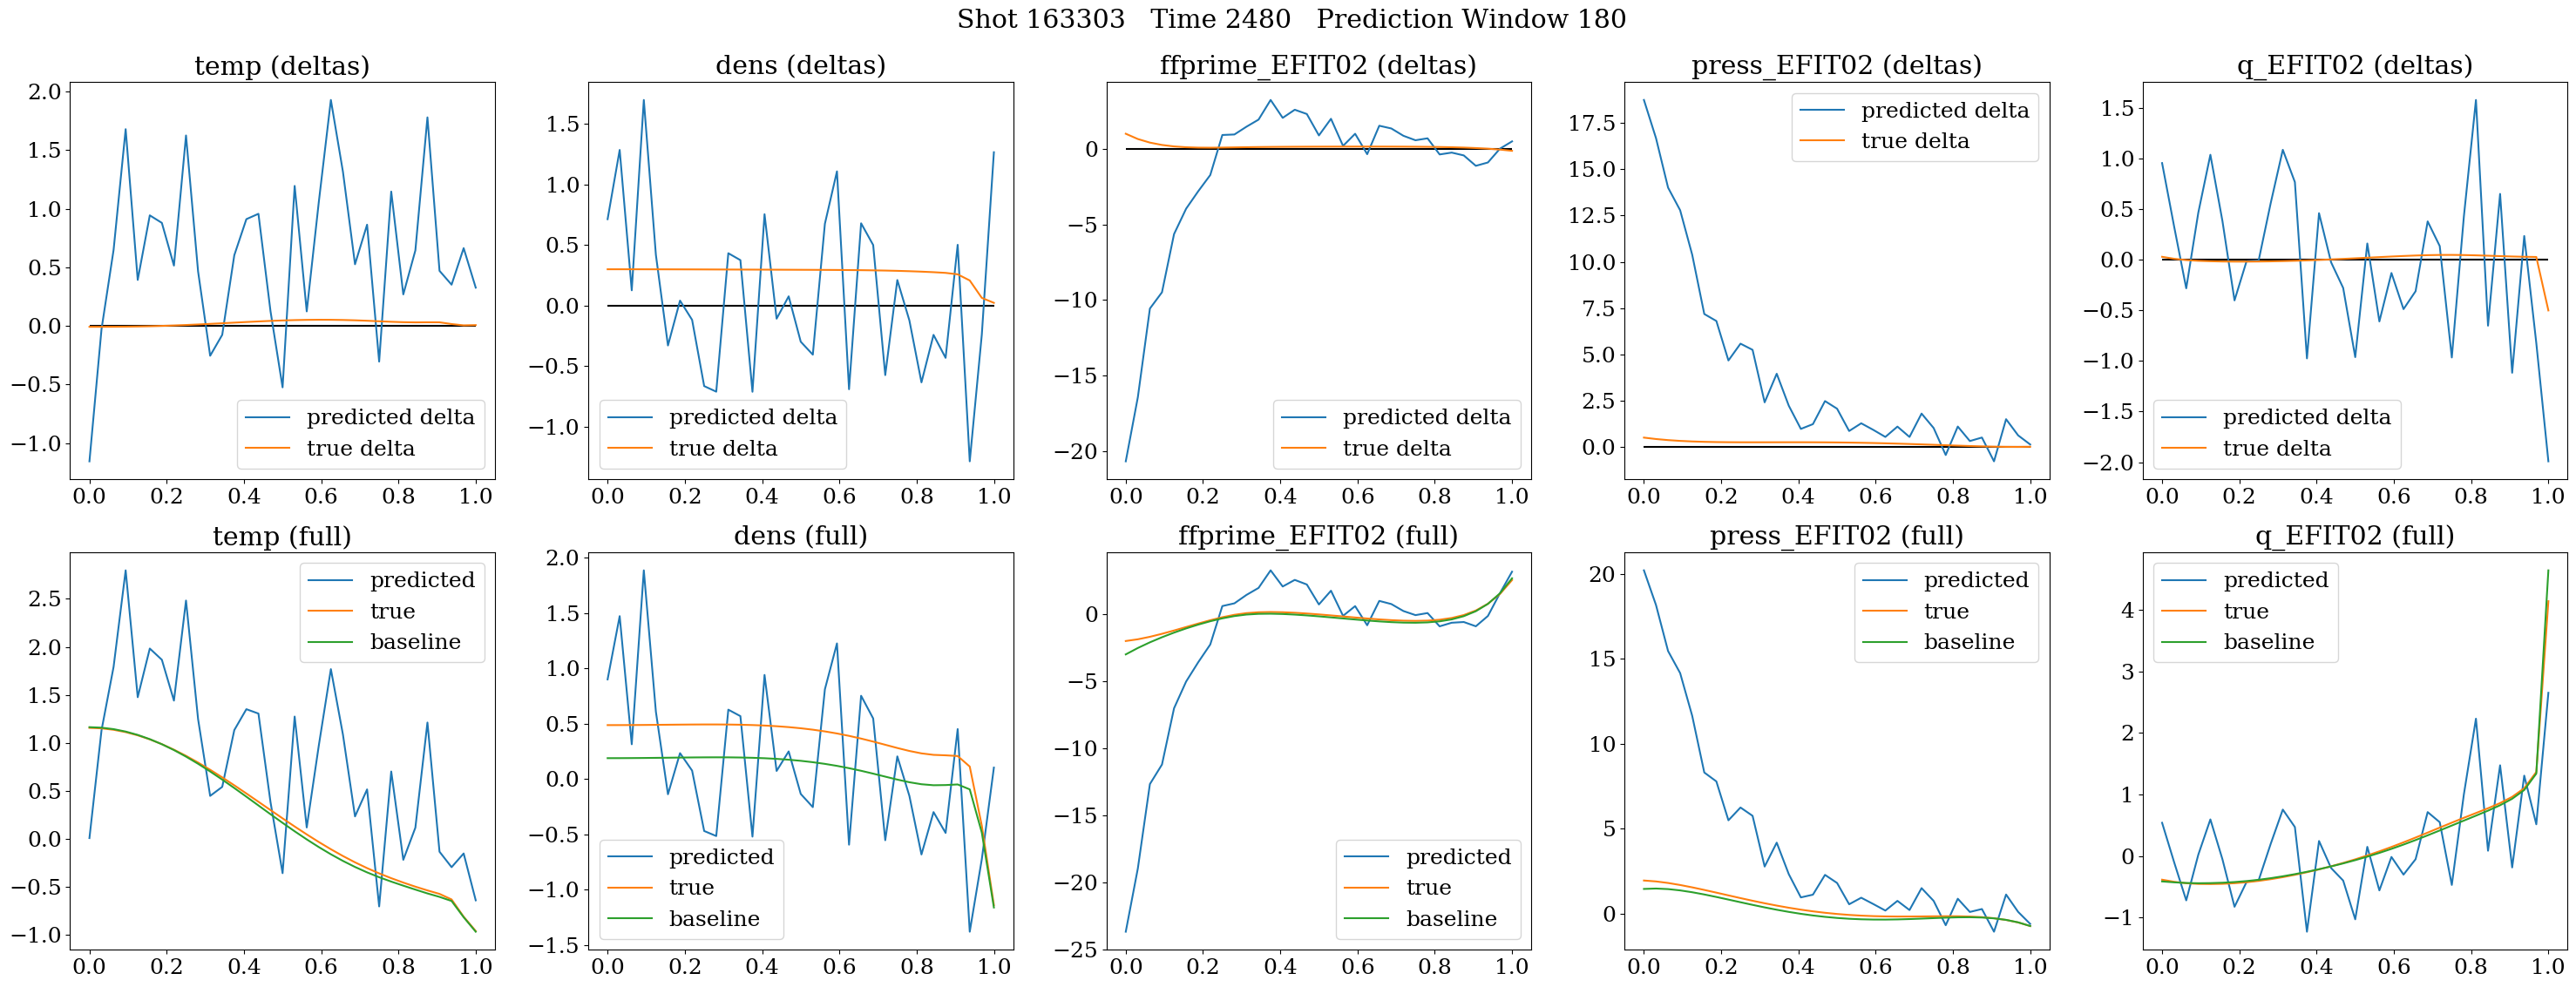 Shot 163303   Time 2480   Prediction Window 180
temp (deltas)
2.0
1.5
1.0
0.5
0.0
−0.5
−1.0
0.0 0.2 0.4 0.6 0.8 1.0
predicted delta
true delta
dens (deltas)
1.5
1.0
0.5
0.0
−0.5
−1.0
0.0 0.2 0.4 0.6 0.8 1.0
predicted delta
true delta
ffprime_EFIT02 (deltas)
0
−5
−10
−15
−20
0.0 0.2 0.4 0.6 0.8 1.0
predicted delta
true delta
press_EFIT02 (deltas)
17.5
15.0
12.5
10.0
7.5
5.0
2.5
0.0
0.0 0.2 0.4 0.6 0.8 1.0
predicted delta
true delta
q_EFIT02 (deltas)
1.5
1.0
0.5
0.0
−0.5
−1.0
−1.5
−2.0
0.0 0.2 0.4 0.6 0.8 1.0
predicted delta
true delta
temp (full)
2.5
2.0
1.5
1.0
0.5
0.0
−0.5
−1.0
0.0 0.2 0.4 0.6 0.8 1.0
predicted
true
baseline
dens (full)
2.0
1.5
1.0
0.5
0.0
−0.5
−1.0
−1.5
0.0 0.2 0.4 0.6 0.8 1.0
predicted
true
baseline
ffprime_EFIT02 (full)
0
−5
−10
−15
−20
−25
0.0 0.2 0.4 0.6 0.8 1.0
predicted
true
baseline
press_EFIT02 (full)
20
15
10
5
0
0.0 0.2 0.4 0.6 0.8 1.0
predicted
true
baseline
q_EFIT02 (full)
4
3
2
1
0
−1
0.0 0.2 0.4 0.6 0.8 1.0
predicted
true
baseline